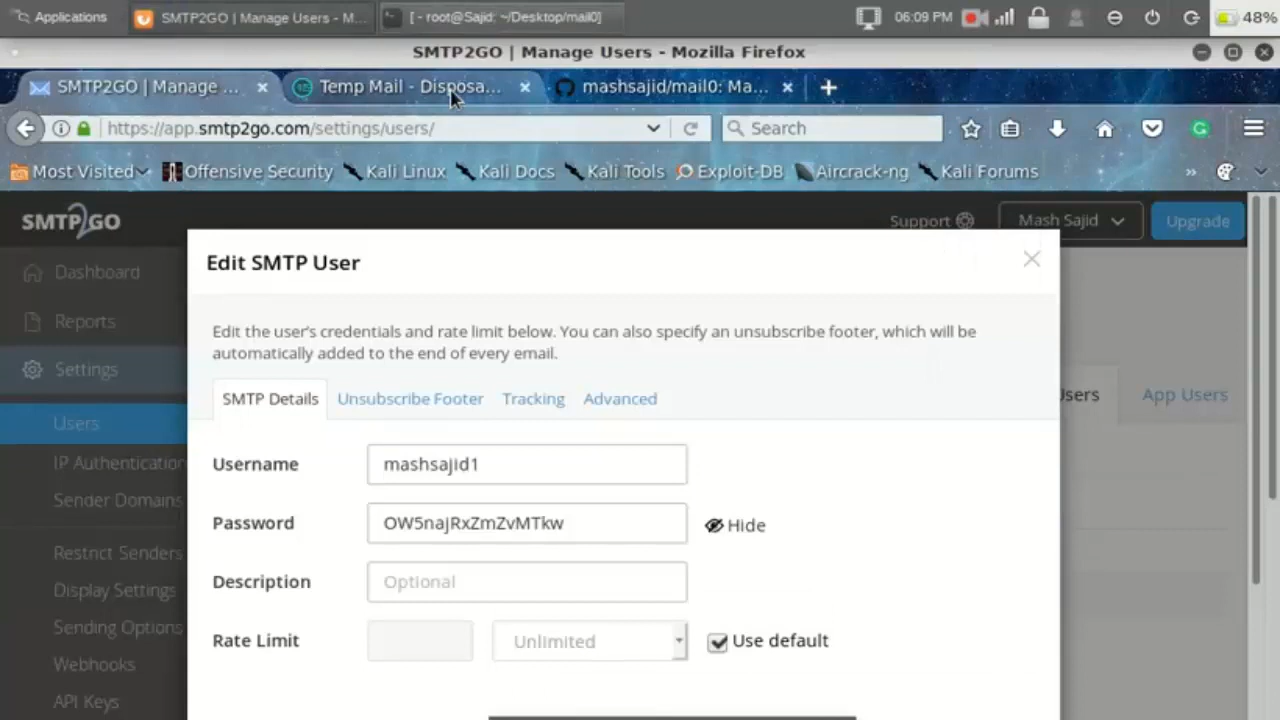 Applications
SMTP2GO | Manage Users - M...
[ - root@Sajid: ~/Desktop/mail0]
06:09 PM
48%
SMTP2GO | Manage Users - Mozilla Firefox
SMTP2GO | Manage ...
Temp Mail - Disposa...
mashsajid/mail0: Ma...
https://app.smtp2go.com/settings/users/
Search
Most Visited
Offensive Security
Kali Linux
Kali Docs
Kali Tools
Exploit-DB
Aircrack-ng
Kali Forums
»
SMTP2GO
Support
Mash Sajid
Upgrade
Dashboard
Reports
Settings
Users
IP Authentication
Sender Domains
Restrict Senders
Display Settings
Sending Options
Webhooks
API Keys
Edit SMTP User
Edit the user's credentials and rate limit below. You can also specify an unsubscribe footer, which will be
automatically added to the end of every email.
SMTP Details
Unsubscribe Footer
Tracking
Advanced
Users
App Users
Username
mashsajid1
Password
OW5najRxZmZvMTkw
Hide
Description
Optional
Rate Limit
Unlimited
Use default